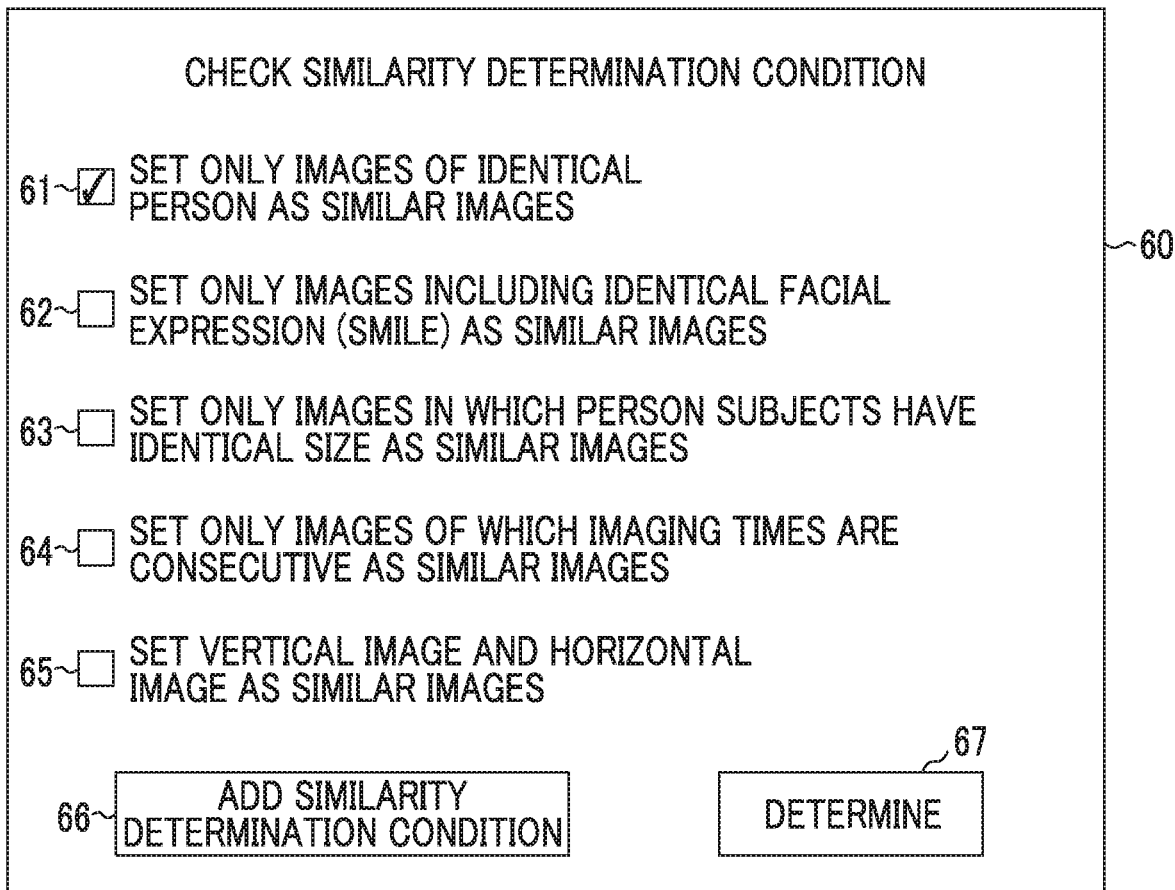 CHECK SIMILARITY DETERMINATION CONDITION
61 SET ONLY IMAGES OF IDENTICAL
PERSON AS SIMILAR IMAGES
60
62 SET ONLY IMAGES INCLUDING IDENTICAL FACIAL
EXPRESSION (SMILE) AS SIMILAR IMAGES
63 SET ONLY IMAGES IN WHICH PERSON SUBJECTS HAVE
IDENTICAL SIZE AS SIMILAR IMAGES
64 SET ONLY IMAGES OF WHICH IMAGING TIMES ARE
CONSECUTIVE AS SIMILAR IMAGES
65 SET VERTICAL IMAGE AND HORIZONTAL
IMAGE AS SIMILAR IMAGES
66 ADD SIMILARITY
DETERMINATION CONDITION
67
DETERMINE